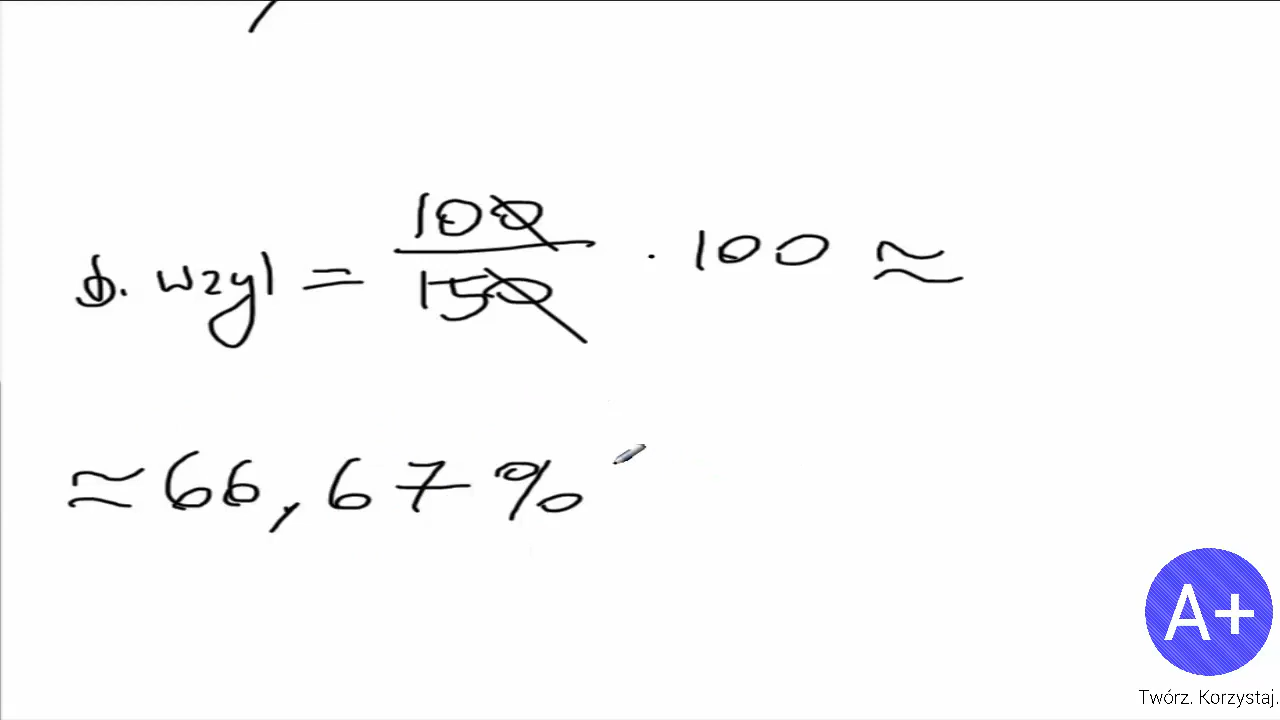 b. wzgl = 100/150 · 100 ≈
≈ 66,67 %
A+
Twórz. Korzystaj.